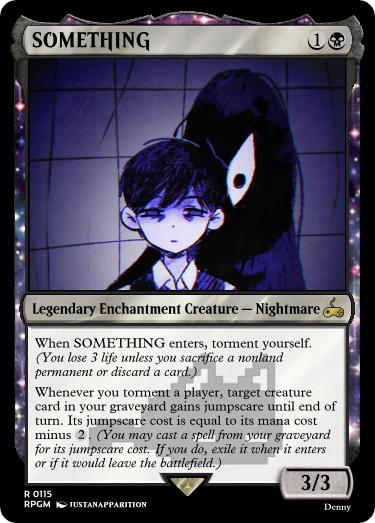 SOMETHING 1
Legendary Enchantment Creature — Nightmare
When SOMETHING enters, torment yourself.
(You lose 3 life unless you sacrifice a nonland
permanent or discard a card.)
Whenever you torment a player, target creature
card in your graveyard gains jumpscare until end
of turn. Its jumpscare cost is equal to its mana cost
minus 2. (You may cast a spell from your graveyard
for its jumpscare cost. If you do, exile it when it enters
or if it would leave the battlefield.)
3/3
R 0115
RPGM JUSTANAPPARITION
Denny